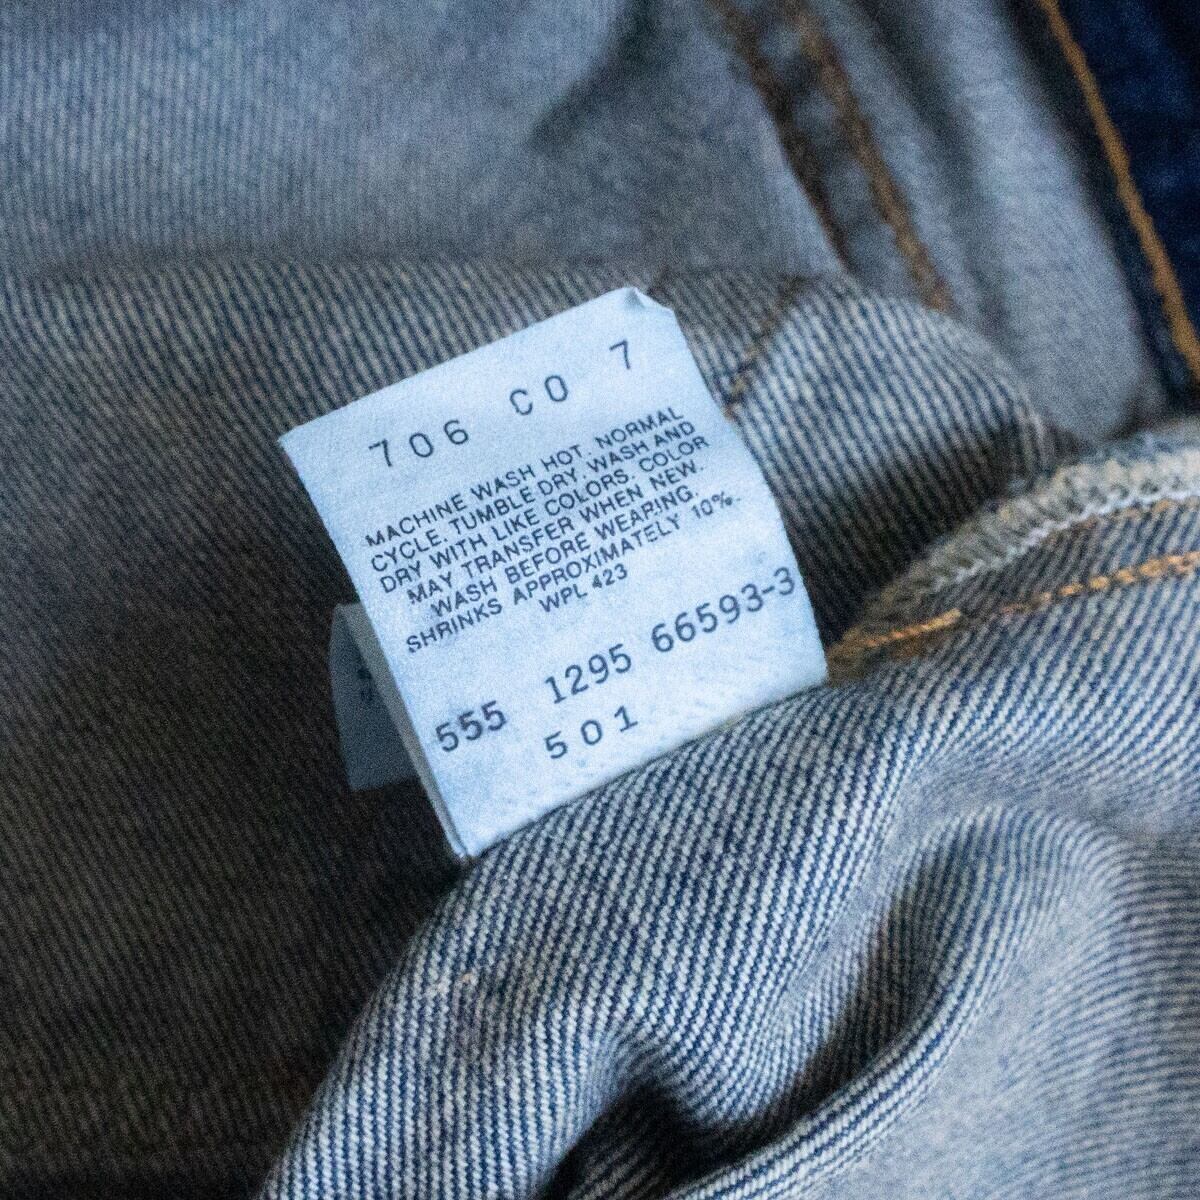 706 CO 7
MACHINE WASH HOT, NORMAL
CYCLE. TUMBLE DRY, WASH AND
DRY WITH LIKE COLORS. COLOR
MAY TRANSFER WHEN NEW.
WASH BEFORE WEARING.
SHRINKS APPROXIMATELY 10%.
WPL 423
555 1295 66593-3
501